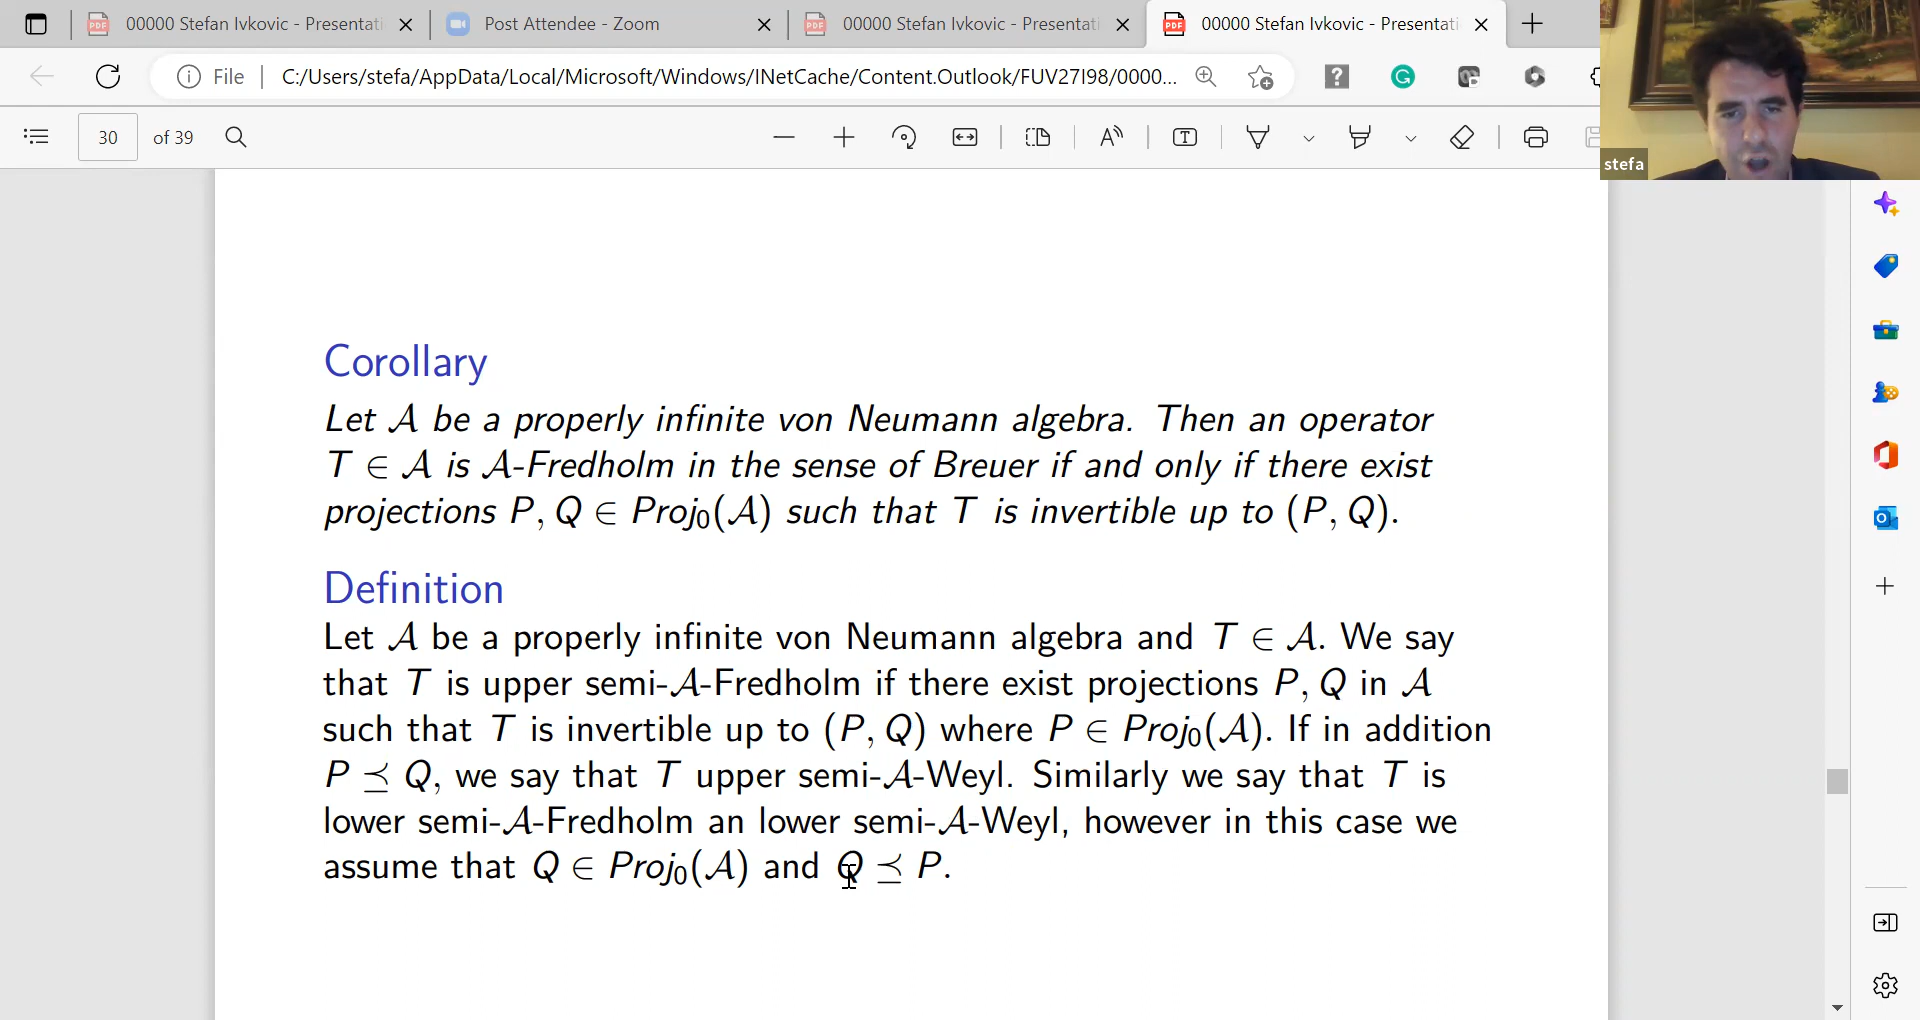 00000 Stefan Ivkovic - Presentati
Post Attendee - Zoom
00000 Stefan Ivkovic - Presentati
00000 Stefan Ivkovic - Presentati
File
C:/Users/stefa/AppData/Local/Microsoft/Windows/INetCache/Content.Outlook/FUV27I98/0000...
30 of 39
stefa
Corollary
Let 𝒜 be a properly infinite von Neumann algebra. Then an operator
T ∈ 𝒜 is 𝒜-Fredholm in the sense of Breuer if and only if there exist
projections P, Q ∈ Proj₀(𝒜) such that T is invertible up to (P, Q).
Definition
Let 𝒜 be a properly infinite von Neumann algebra and T ∈ 𝒜. We say
that T is upper semi-𝒜-Fredholm if there exist projections P, Q in 𝒜
such that T is invertible up to (P, Q) where P ∈ Proj₀(𝒜). If in addition
P ⪯ Q, we say that T upper semi-𝒜-Weyl. Similarly we say that T is
lower semi-𝒜-Fredholm an lower semi-𝒜-Weyl, however in this case we
assume that Q ∈ Proj₀(𝒜) and Q ⪯ P.